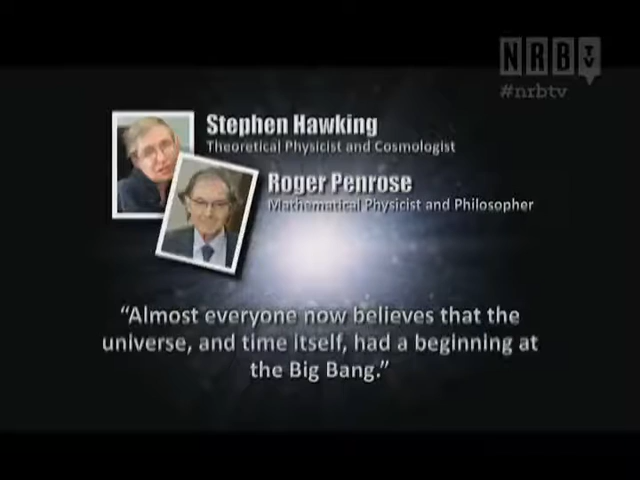 NRB TV
#nrbtv
Stephen Hawking
Theoretical Physicist and Cosmologist
Roger Penrose
Mathematical Physicist and Philosopher
“Almost everyone now believes that the
universe, and time itself, had a beginning at
the Big Bang.”